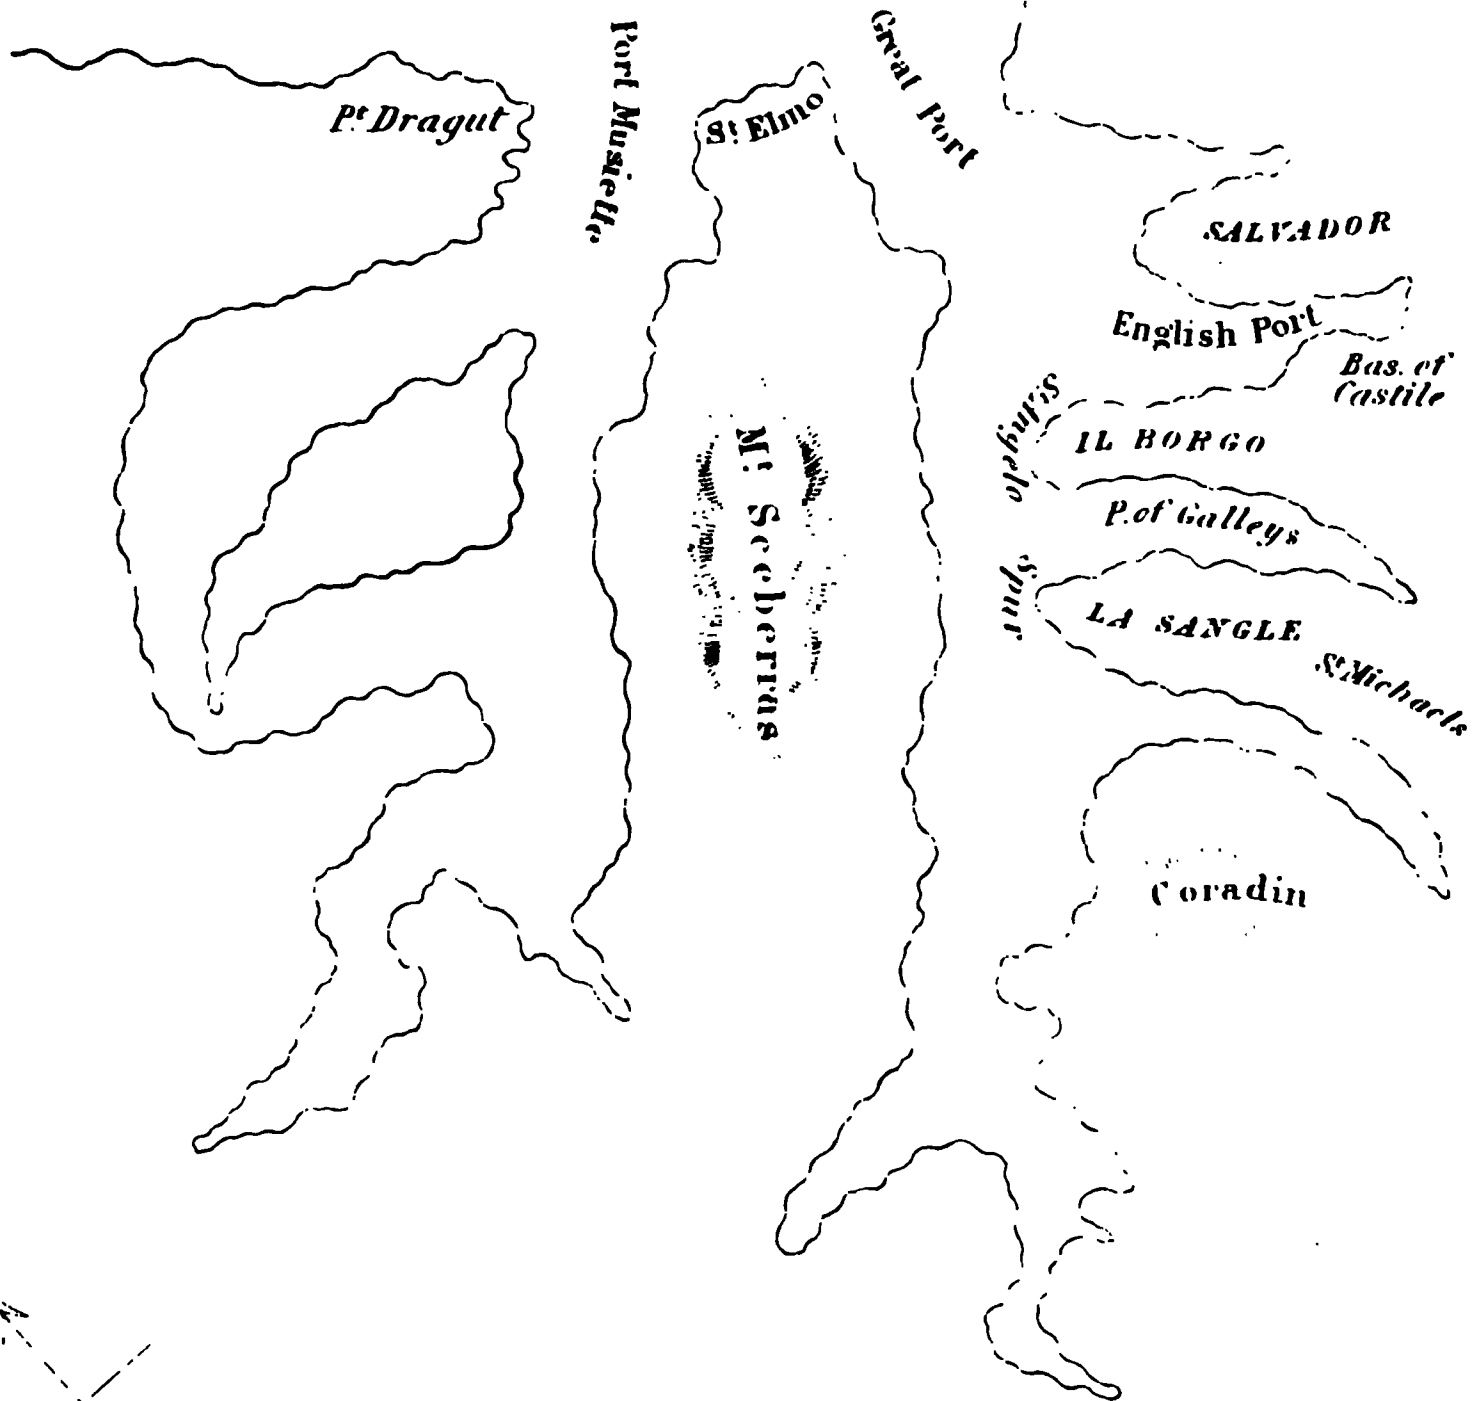 Port Musiette
Great Port
Pt. Dragut
St. Elmo
SALVADOR
English Port
Bas. of
Castile
St. Angelo
IL BORGO
P. of Galleys
Mt. Sceberras
Spur
LA SANGLE
St. Michaels
Coradin